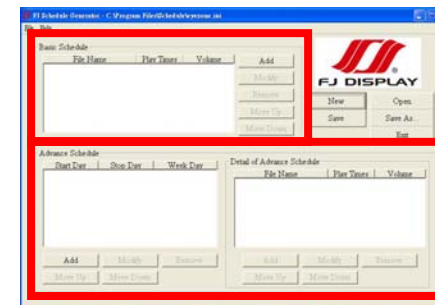 FJ Schedule Generator - C:\Program Files\Schedule\eyezone.ini
File Help
Basic Schedule
File Name Play Times Volume
Add
Modify
Remove
Move Up
Move Down
FJ DISPLAY
New Open
Save Save As...
Exit
Advance Schedule
Start Day Stop Day Week Day
Add Modify Remove
Move Up Move Down
Detail of Advance Schedule
File Name Play Times Volume
Add Modify Remove
Move Up Move Down